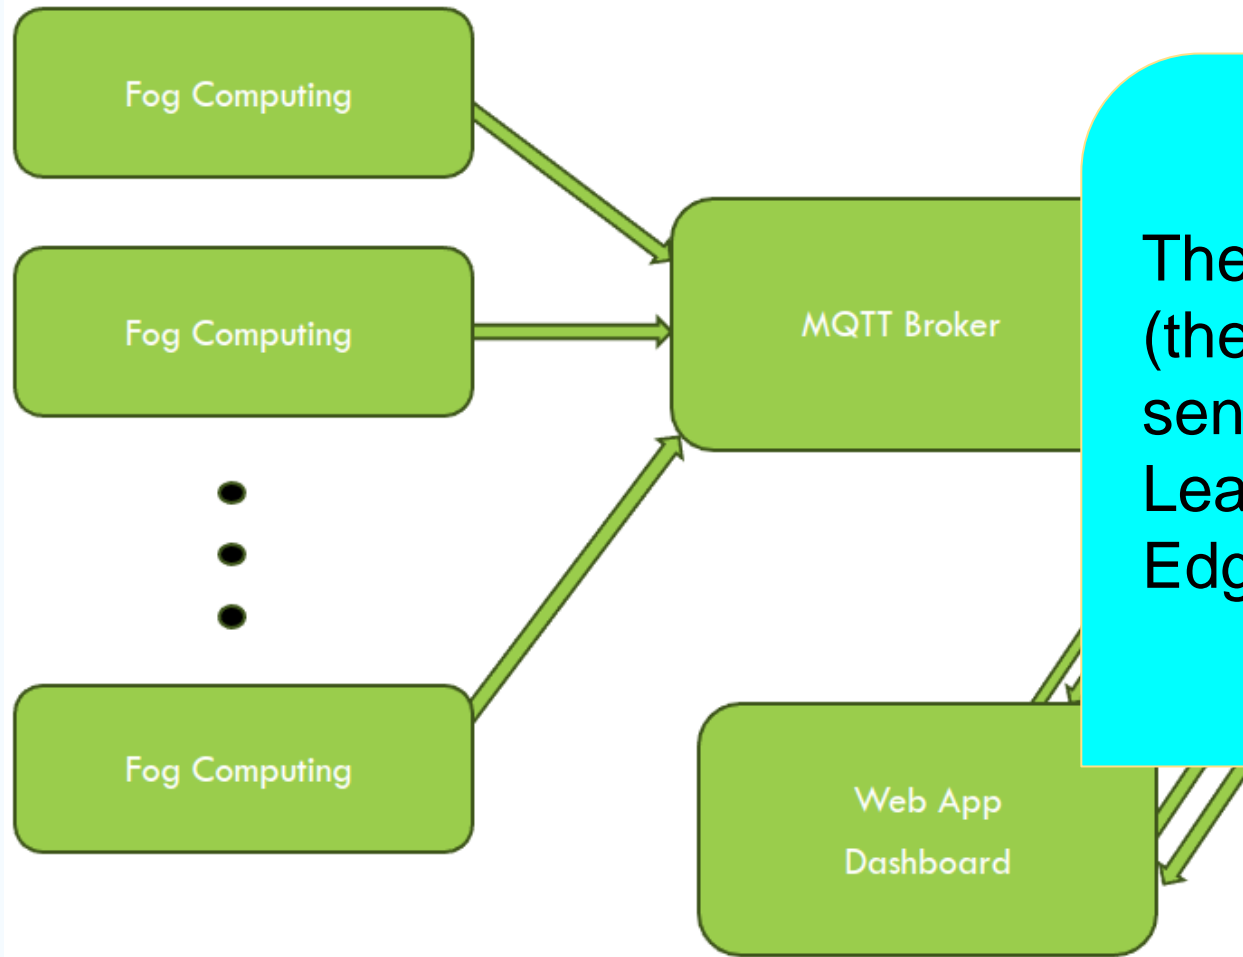 Fog Computing
Fog Computing
MQTT Broker
The
(the
sen
Lea
Edg
Fog Computing
Web App
Dashboard